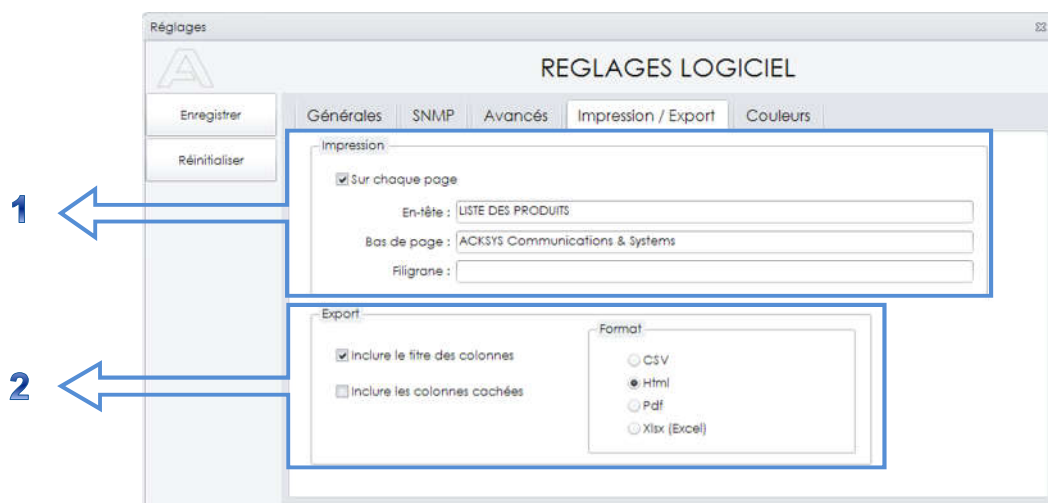 Réglages
REGLAGES LOGICIEL
Enregistrer
Réinitialiser
Générales SNMP Avancés Impression / Export Couleurs
1
Impression
Sur chaque page
En-tête : LISTE DES PRODUITS
Bas de page : ACKSYS Communications & Systems
Filigrane :
2
Export
Inclure le titre des colonnes
Inclure les colonnes cachées
Format
CSV
Html
Pdf
Xlsx (Excel)